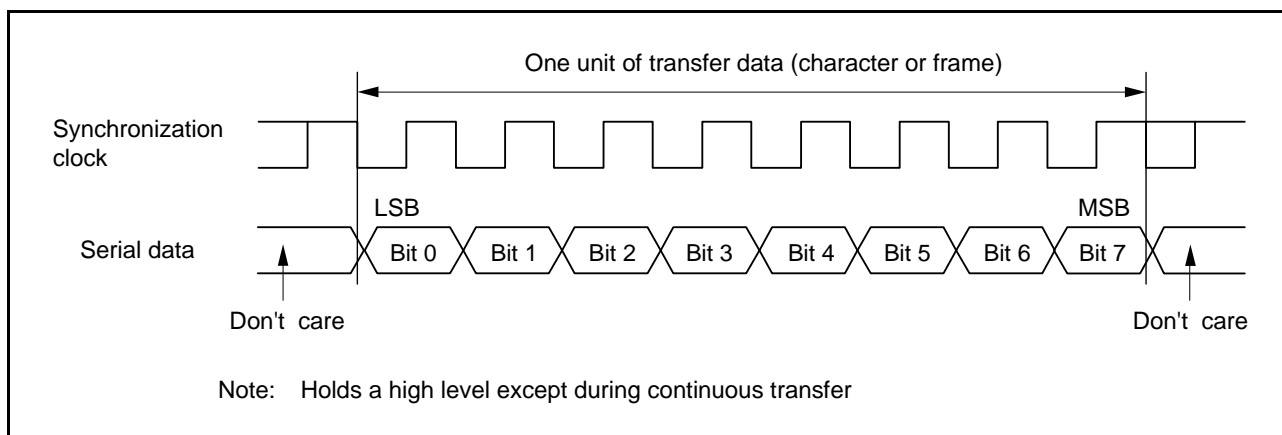 One unit of transfer data (character or frame)
Synchronization
clock
LSB
MSB
Serial data
Bit 0
Bit 1
Bit 2
Bit 3
Bit 4
Bit 5
Bit 6
Bit 7
Don't care
Don't care
Note: Holds a high level except during continuous transfer